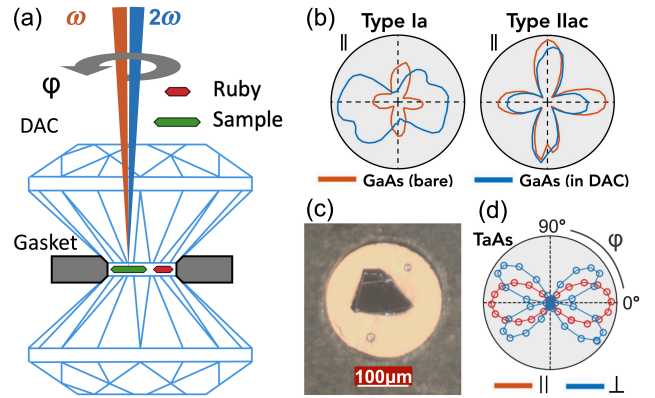 (a)
ω
2ω
φ
Ruby
Sample
DAC
Gasket
(b)
Type Ia
Type IIac
||
||
GaAs (bare)
GaAs (in DAC)
(c)
100μm
(d)
TaAs
90°
φ
0°
||
⊥